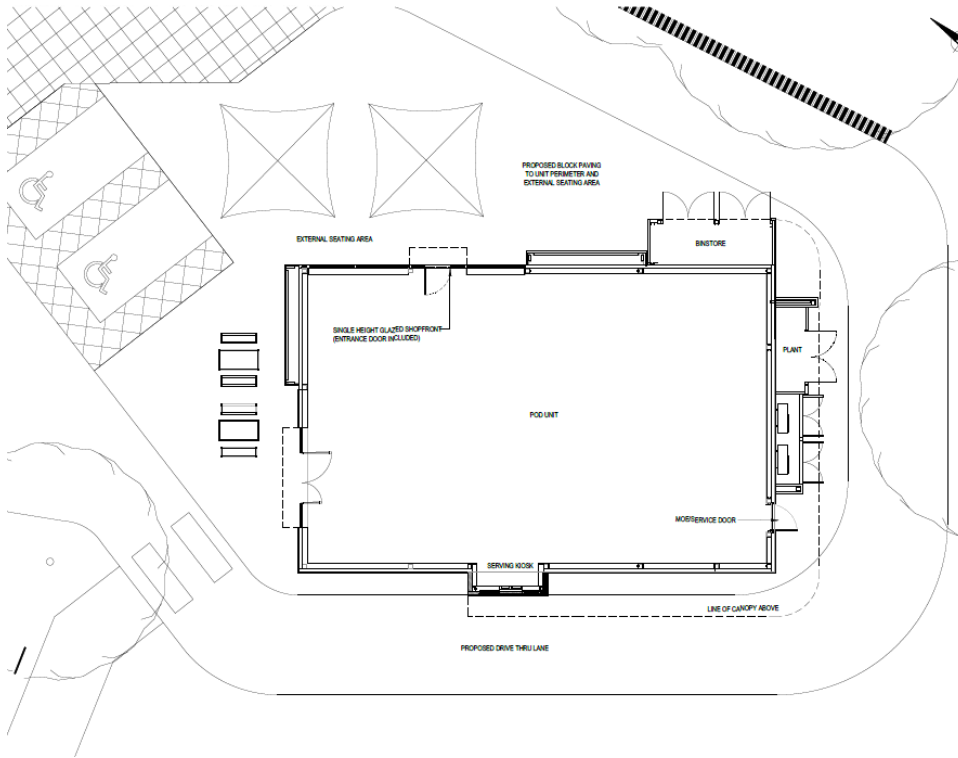 PROPOSED BLOCK PAVING
TO UNIT PERIMETER AND
EXTERNAL SEATING AREA
EXTERNAL SEATING AREA
BINSTORE
SINGLE HEIGHT GLAZED SHOPFRONT
(ENTRANCE DOOR INCLUDED)
PLANT
POD UNIT
MOE/SERVICE DOOR
SERVING KIOSK
LINE OF CANOPY ABOVE
PROPOSED DRIVE THRU LANE